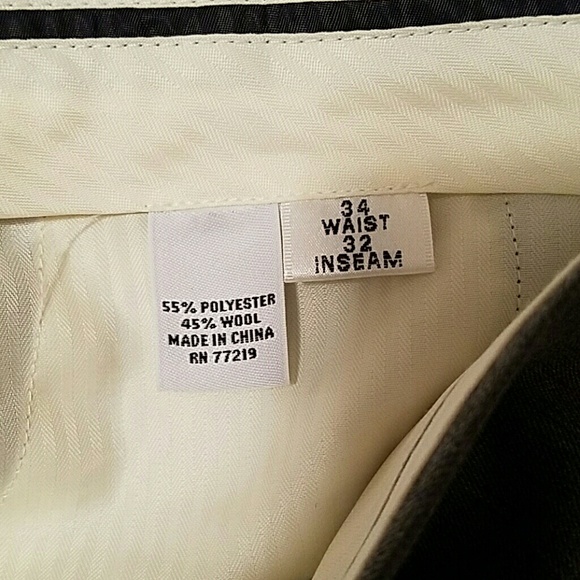 34
WAIST
32
INSEAM
55% POLYESTER
45% WOOL
MADE IN CHINA
RN 77219